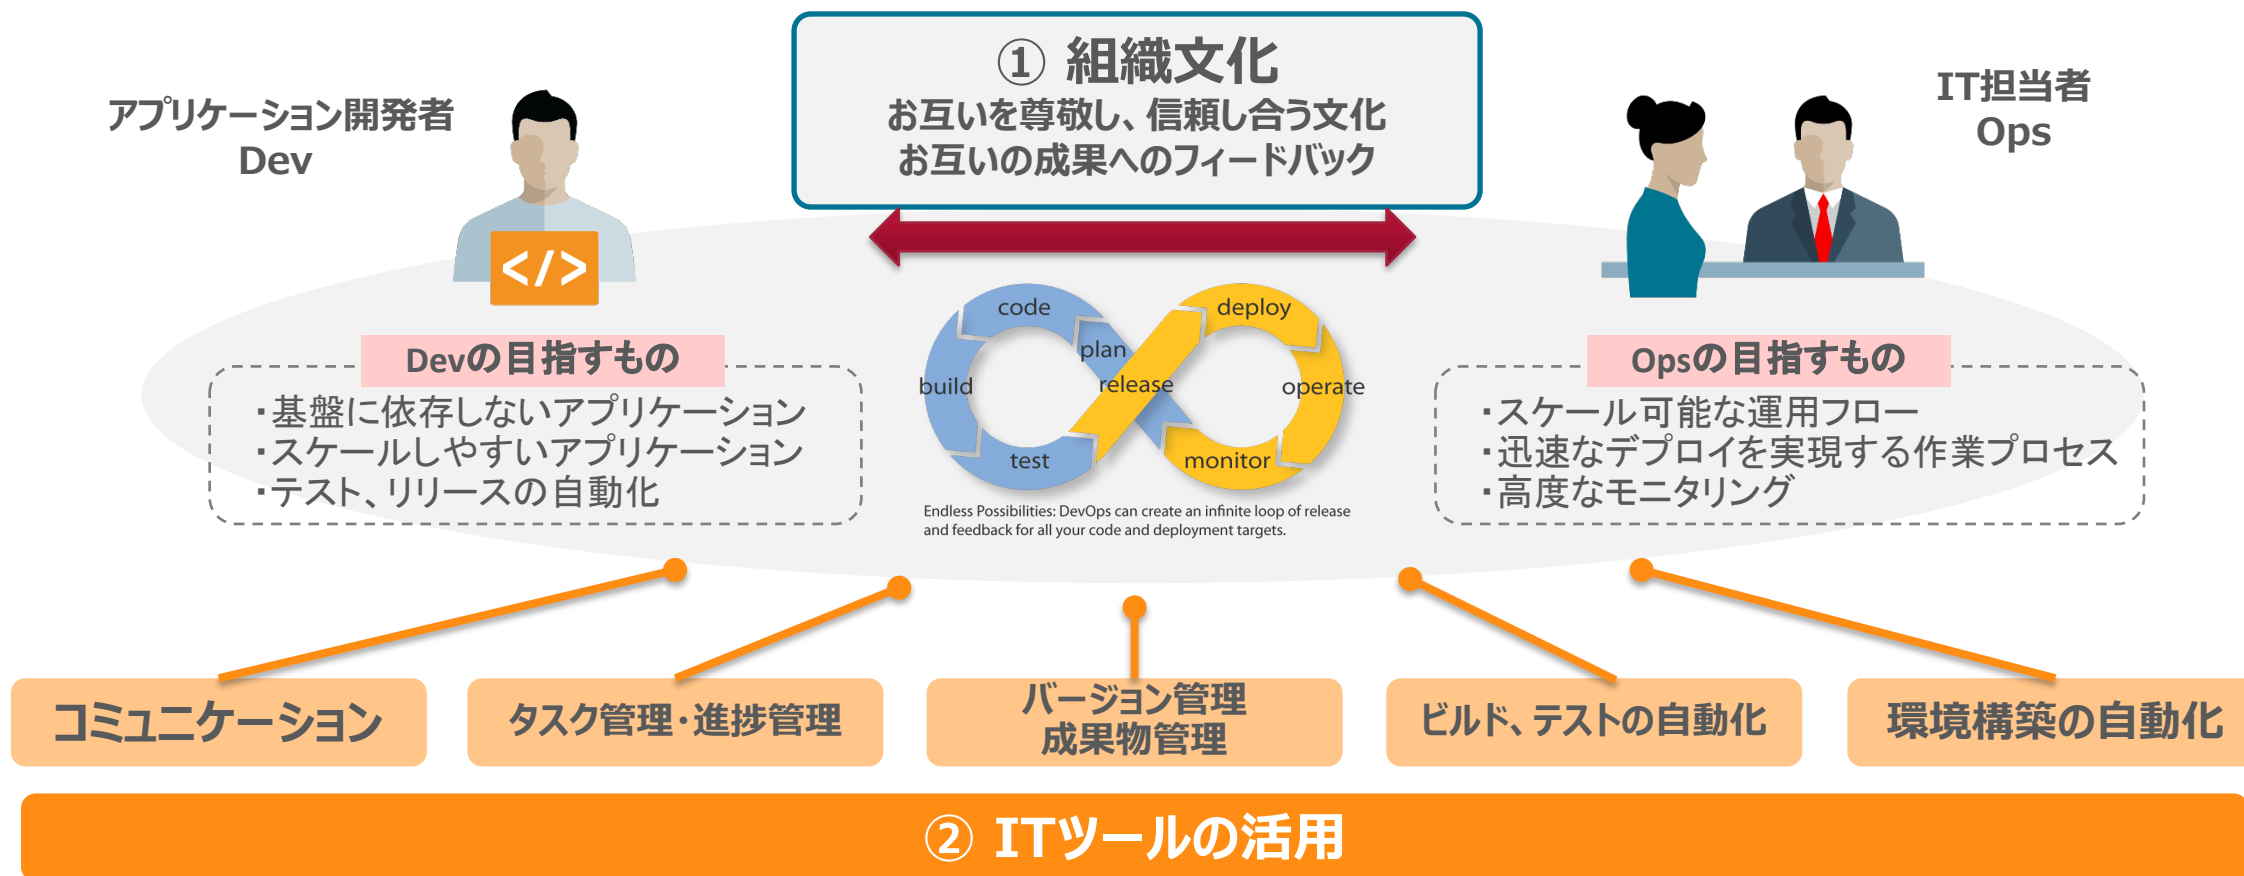 ① 組織文化
お互いを尊敬し、信頼し合う文化
お互いの成果へのフィードバック
アプリケーション開発者
Dev
IT担当者
Ops
</>
Devの目指すもの
・基盤に依存しないアプリケーション
・スケールしやすいアプリケーション
・テスト、リリースの自動化
code
plan
build
test
release
deploy
operate
monitor
Endless Possibilities: DevOps can create an infinite loop of release
and feedback for all your code and deployment targets.
Opsの目指すもの
・スケール可能な運用フロー
・迅速なデプロイを実現する作業プロセス
・高度なモニタリング
コミュニケーション
タスク管理・進捗管理
バージョン管理
成果物管理
ビルド、テストの自動化
環境構築の自動化
② ITツールの活用